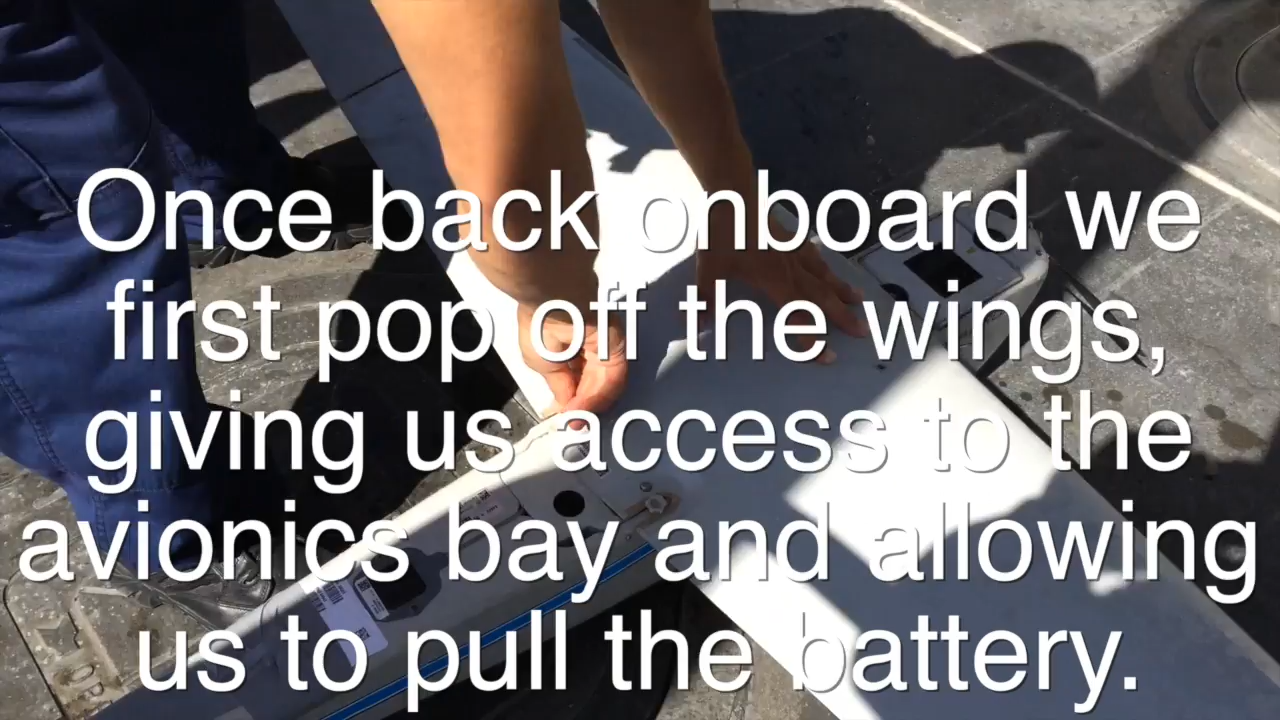 Once back onboard we
first pop off the wings,
giving us access to the
avionics bay and allowing
us to pull the battery.